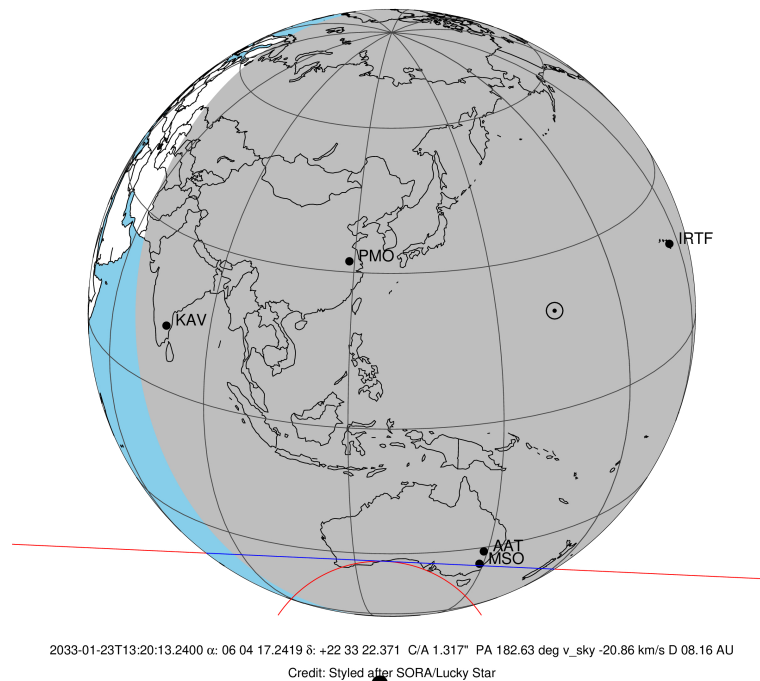 IRTF
PMO
KAV
AAT
MSO
2033-01-23T13:20:13.2400 α: 06 04 17.2419 δ: +22 33 22.371 C/A 1.317" PA 182.63 deg v_sky -20.86 km/s D 08.16 AU
Credit: Styled after SORA/Lucky Star